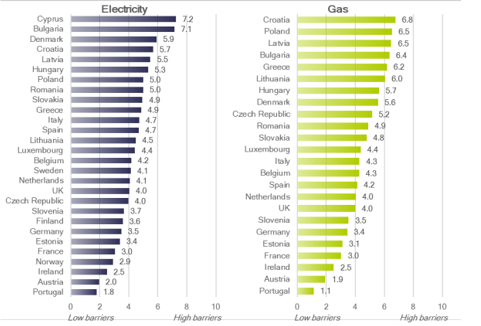 Electricity
Cyprus 7.2
Bulgaria 7.1
Denmark 5.9
Croatia 5.7
Latvia 5.5
Hungary 5.3
Poland 5.0
Romania 5.0
Slovakia 4.9
Greece 4.9
Italy 4.7
Spain 4.7
Lithuania 4.5
Luxembourg 4.4
Belgium 4.2
Sweden 4.1
Netherlands 4.1
UK 4.0
Czech Republic 4.0
Slovenia 3.7
Finland 3.6
Germany 3.5
Estonia 3.4
France 3.0
Norway 2.9
Ireland 2.5
Austria 2.0
Portugal 1.8
0 2 4 6 8 10
Low barriers High barriers
Gas
Croatia 6.8
Poland 6.5
Latvia 6.5
Bulgaria 6.4
Greece 6.2
Lithuania 6.0
Hungary 5.7
Denmark 5.6
Czech Republic 5.2
Romania 4.9
Slovakia 4.8
Luxembourg 4.4
Italy 4.3
Belgium 4.3
Spain 4.2
Netherlands 4.0
UK 4.0
Slovenia 3.5
Germany 3.4
Estonia 3.1
France 3.0
Ireland 2.5
Austria 1.9
Portugal 1.1
0 2 4 6 8 10
Low barriers High barriers